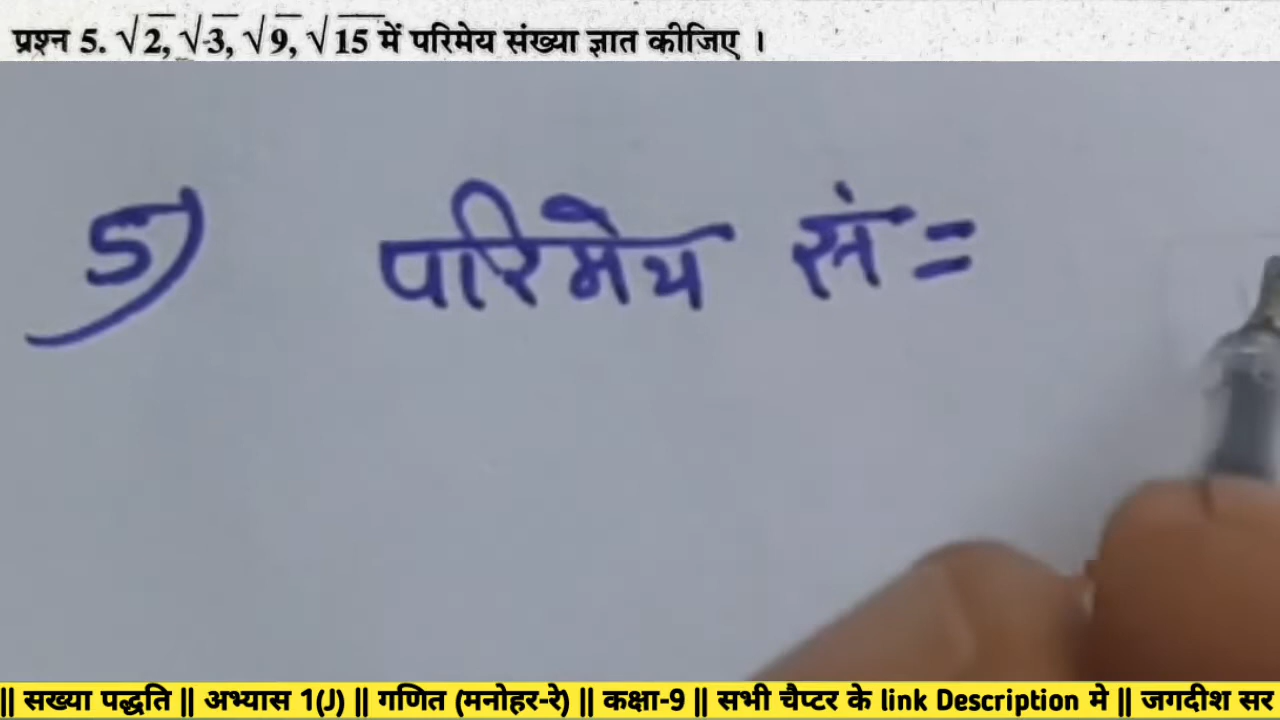 प्रश्न 5. √2, √3, √9, √15 में परिमेय संख्या ज्ञात कीजिए ।
5) परिमेय सं =
|| सख्या पद्धति || अभ्यास 1(J) || गणित (मनोहर-रे) || कक्षा-9 || सभी चैप्टर के link Description मे || जगदीश सर